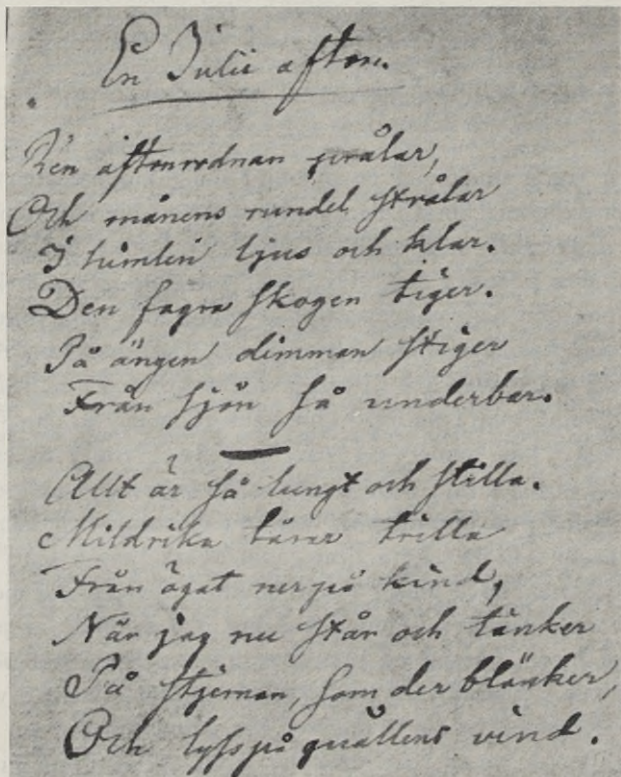 En Julii afton.
Ren aftonrodnan prålar,
Och månens rundel strålar
I himlen ljus och klar.
Den fagra skogen tiger.
På ängen dimman stiger
Från sjön så underbar.
Allt är så lungt och stilla.
Mildrika tårar trilla
Från ögat ner på kind,
När jag nu står och tänker
På stjernan, som der blänker,
Och lyss på quällens vind.